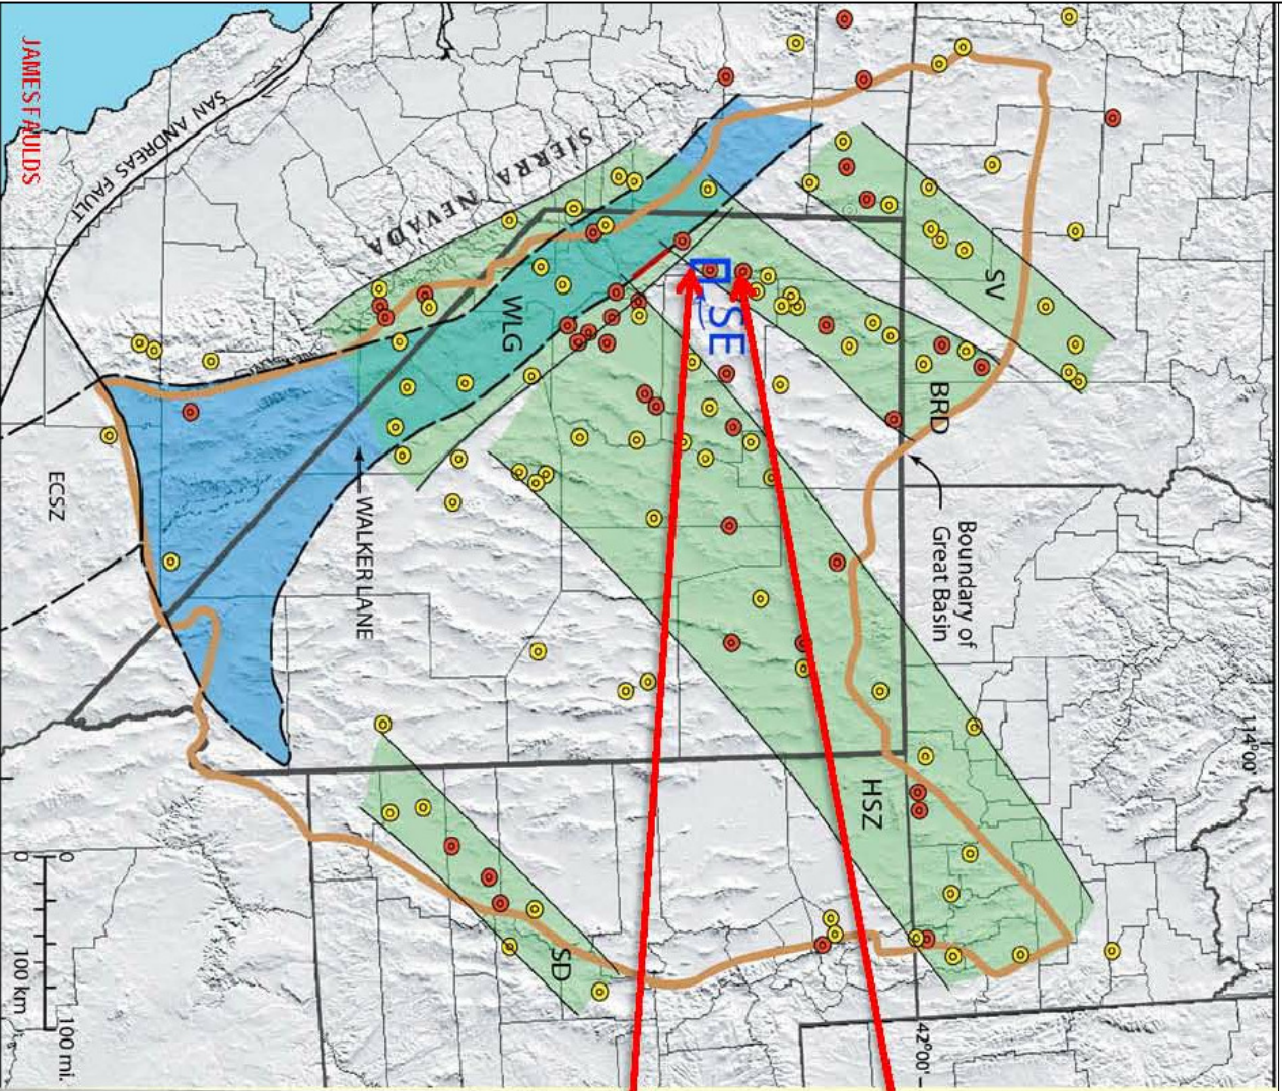 JAMES FAULDS
SAN ANDREAS FAULT
SIERRA NEVADA
SV
WLG
SE
BRD
Boundary of
Great Basin
WALKER LANE
ECSZ
HSZ
SD
114°00'
42°00'
0
100 mi.
0
100 km